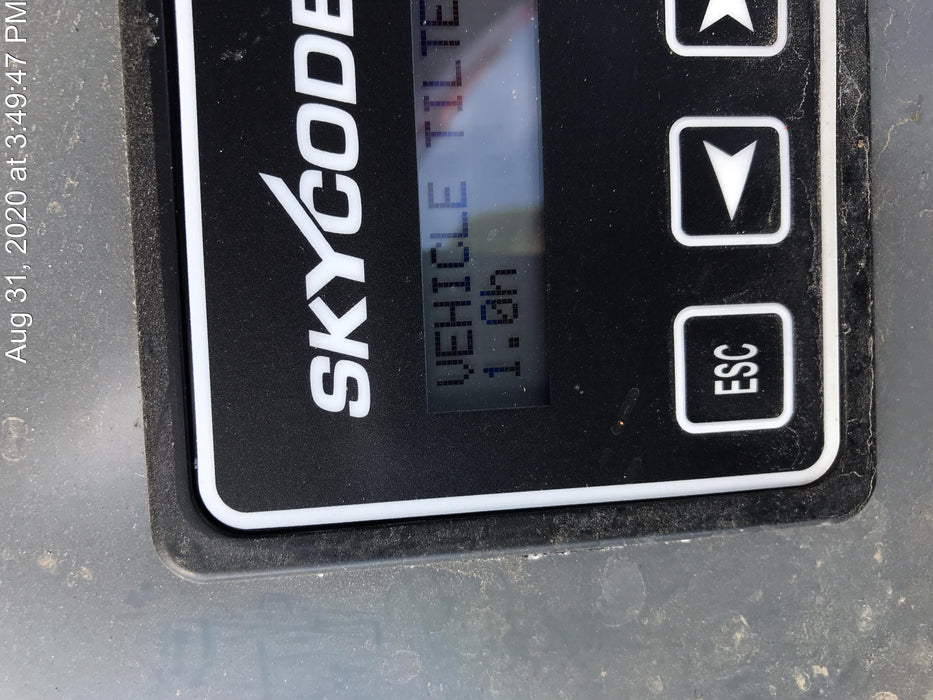 Aug 31, 2020 at 3:49:47 PM
SKYCODE
VEHICLE TILTE
1.0h
ESC